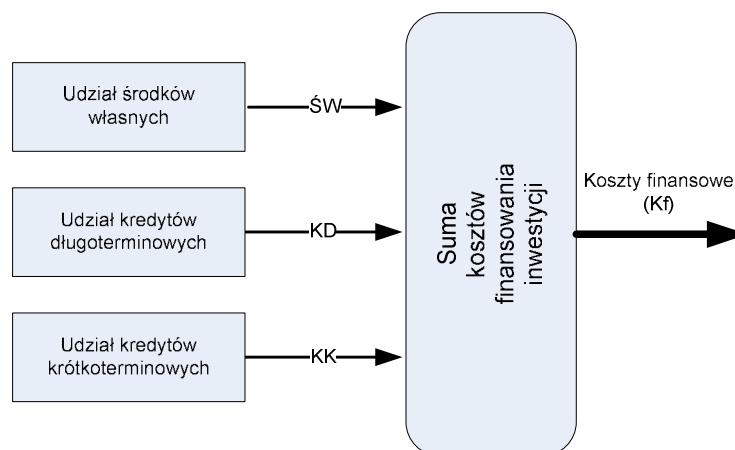 Udział środków
własnych
ŚW
Udział kredytów
długoterminowych
KD
Udział kredytów
krótkoterminowych
KK
Suma
kosztów
finansowania
inwestycji
Koszty finansowe
(Kf)